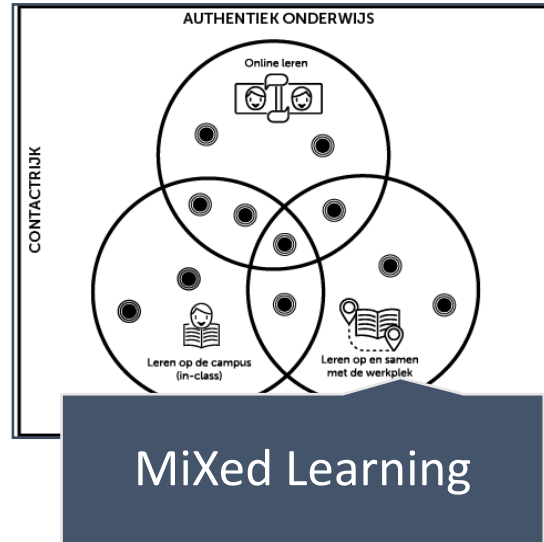 AUTHENTIEK ONDERWIJS
Online leren
CONTACTRIJK
Leren op de campus
(in-class)
Leren op en samen
met de werkplek
MiXed Learning